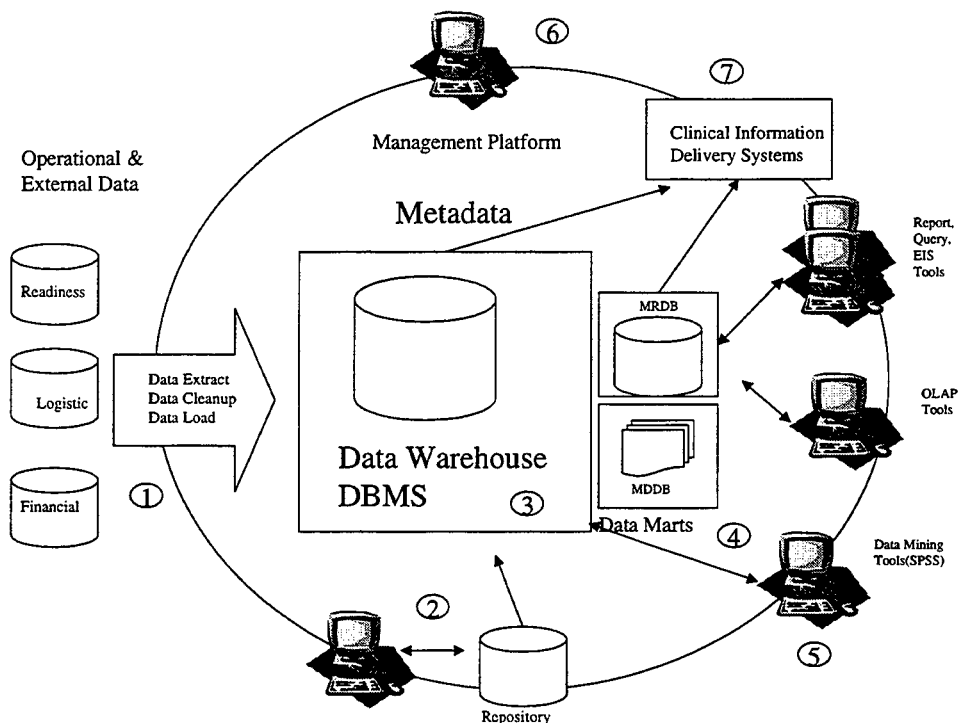 ⑥
⑦
Management Platform
Clinical Information
Delivery Systems
Operational &
External Data
Metadata
Report,
Query,
EIS
Tools
Readiness
MRDB
Logistic
Data Extract
Data Cleanup
Data Load
OLAP
Tools
Data Warehouse
DBMS
③
MDDB
Financial
①
Data Marts
④
Data Mining
Tools(SPSS)
②
⑤
Repository